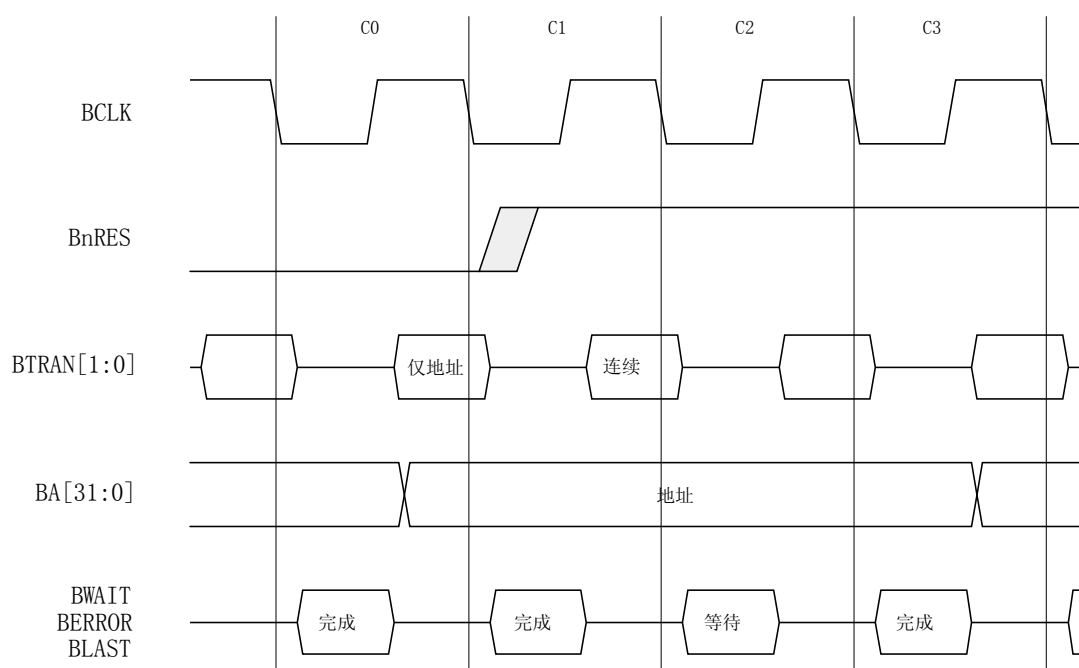 C0 C1 C2 C3
BCLK
BnRES
BTRAN[1:0] 仅地址 连续
BA[31:0] 地址
BWAIT
BERROR 完成 完成 等待 完成
BLAST